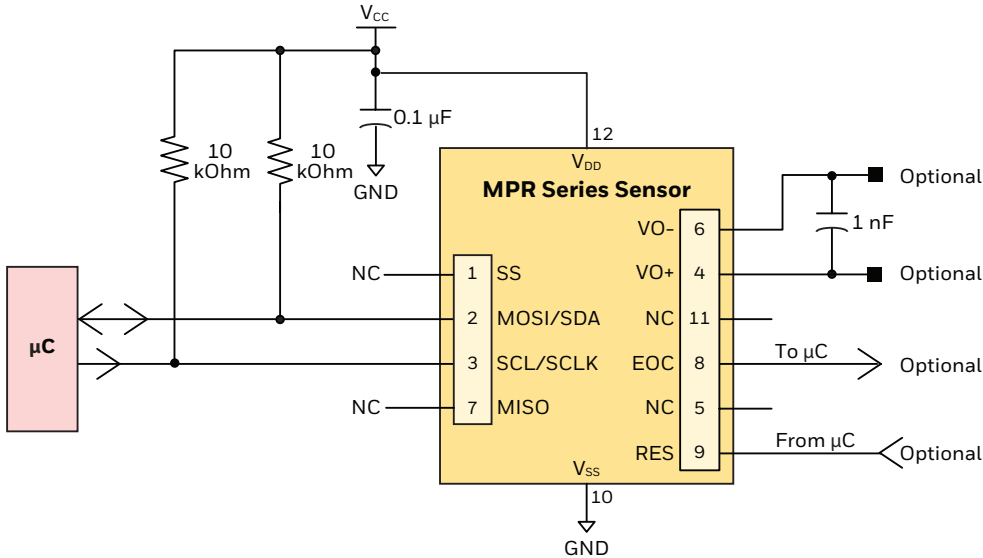 VCC
0.1 µF
12
10
kOhm
10
kOhm
VDD
GND
MPR Series Sensor
Optional
VO-
6
1 nF
NC
1
SS
VO+
4
Optional
2
MOSI/SDA
NC
11
µC
3
SCL/SCLK
EOC
8
To µC
Optional
NC
7
MISO
NC
5
RES
9
From µC
Optional
VSS
10
GND